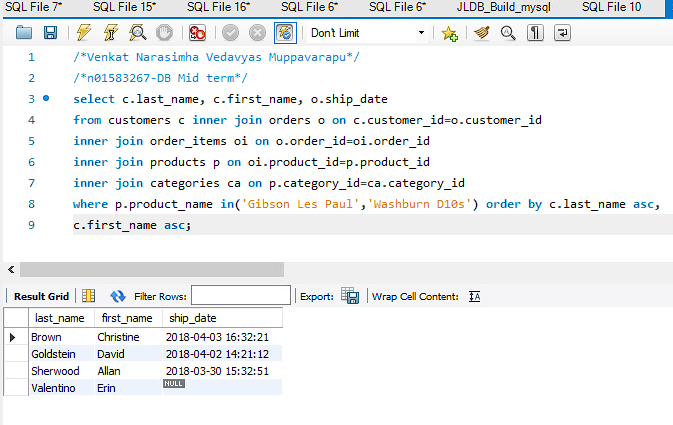 SQL File 7* SQL File 15* SQL File 16* SQL File 6* SQL File 6* JLDB_Build_mysql SQL File 10
Don't Limit
1 /*Venkat Narasimha Vedavyas Muppavarapu*/
2 /*n01583267-DB Mid term*/
3 select c.last_name, c.first_name, o.ship_date
4 from customers c inner join orders o on c.customer_id=o.customer_id
5 inner join order_items oi on o.order_id=oi.order_id
6 inner join products p on oi.product_id=p.product_id
7 inner join categories ca on p.category_id=ca.category_id
8 where p.product_name in('Gibson Les Paul','Washburn D10s') order by c.last_name asc,
9 c.first_name asc;
Result Grid Filter Rows: Export: Wrap Cell Content: IA
last_name first_name ship_date
Brown Christine 2018-04-03 16:32:21
Goldstein David 2018-04-02 14:21:12
Sherwood Allan 2018-03-30 15:32:51
Valentino Erin NULL